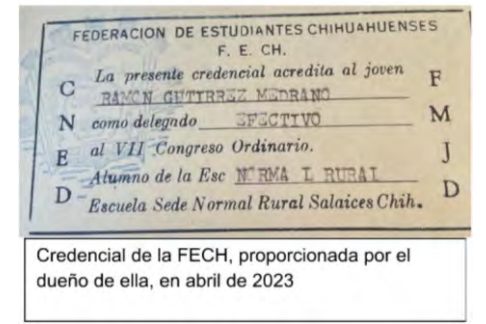 FEDERACION DE ESTUDIANTES CHIHUAHUENSES
F. E. CH.
La presente credencial acredita al joven
RAMON GUTIRREZ MEDRANO
como delegado EFECTIVO
al VII Congreso Ordinario.
Alumno de la Esc NORMA L RURAL
Escuela Sede Normal Rural Salaices Chih.
C
N
E
D
F
M
J
D
Credencial de la FECH, proporcionada por el
dueño de ella, en abril de 2023